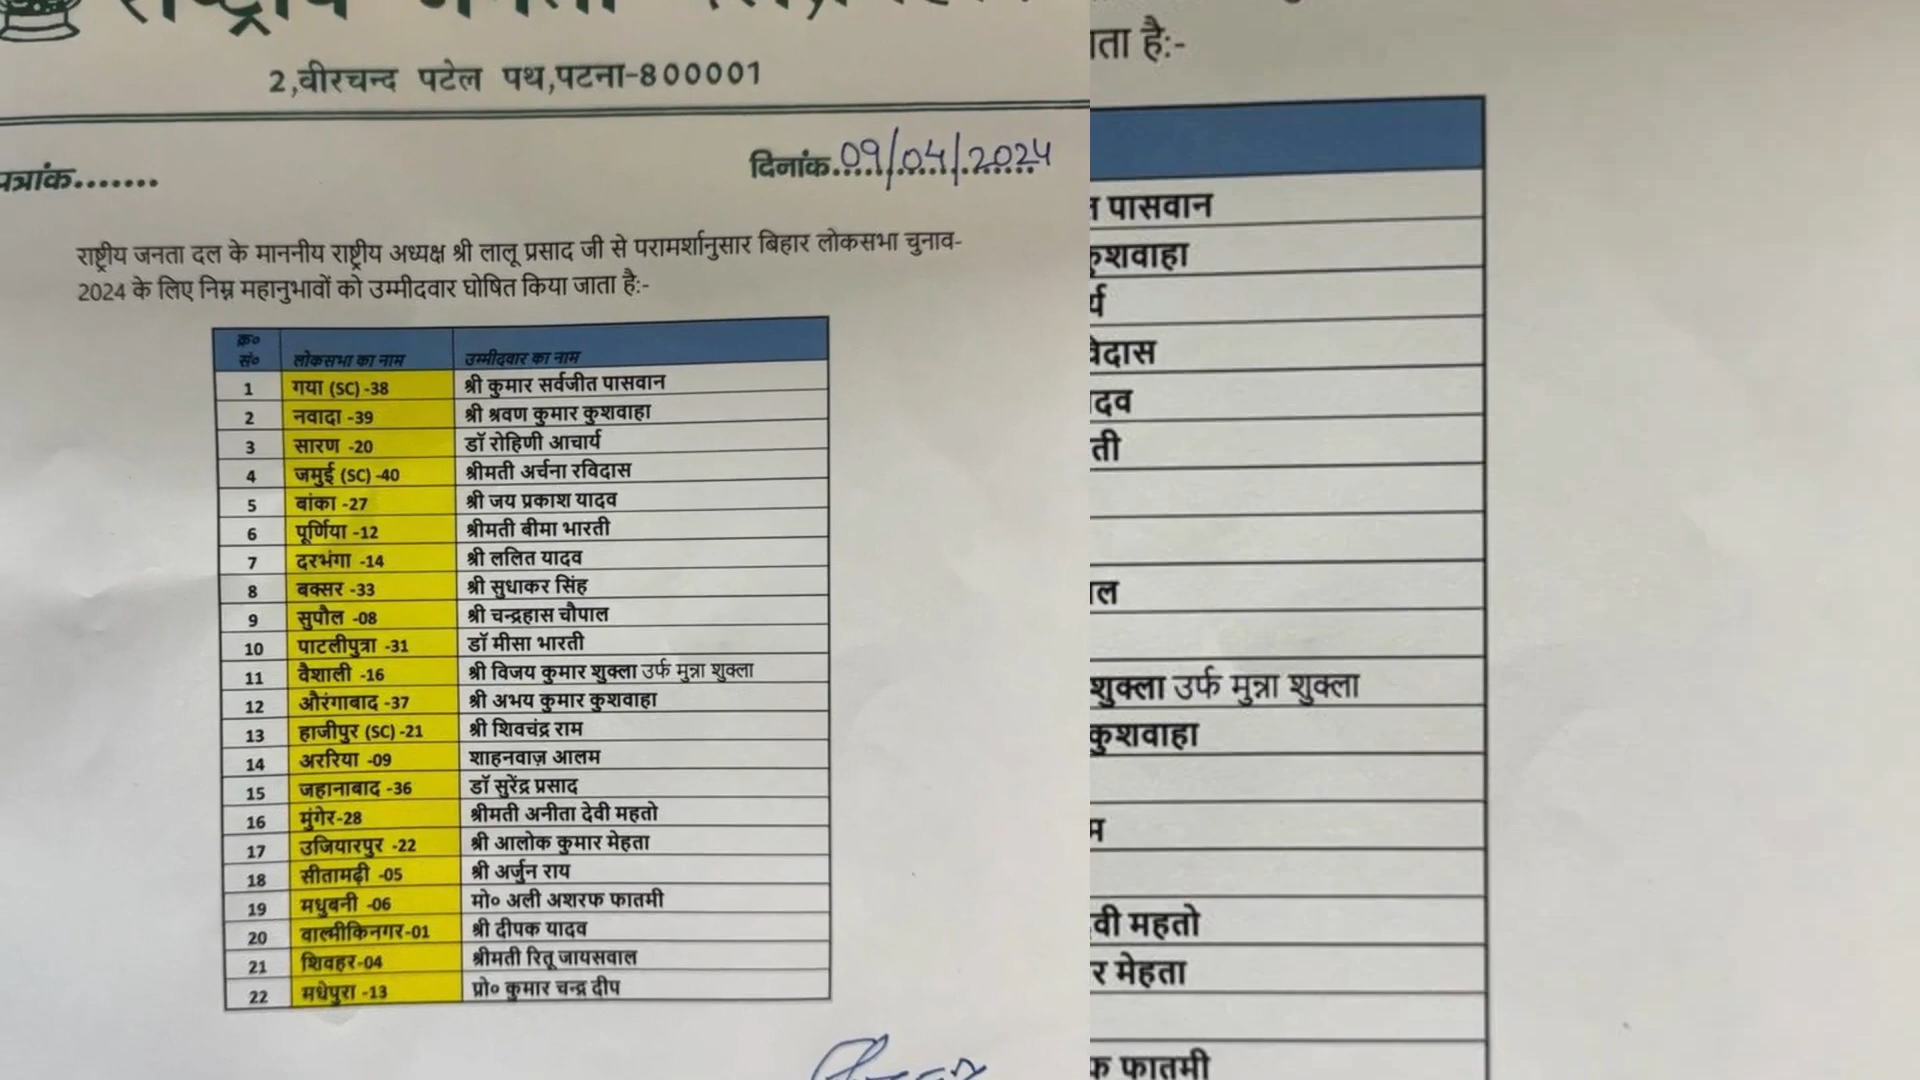 राष्ट्रीय जनता
2,वीरचन्द पटेल पथ,पटना-800001
पत्रांक.......
दिनांक 09/04/2024
राष्ट्रीय जनता दल के माननीय राष्ट्रीय अध्यक्ष श्री लालू प्रसाद जी से परामर्शानुसार बिहार लोकसभा चुनाव-
2024 के लिए निम्न महानुभावों को उम्मीदवार घोषित किया जाता है:-
क्र० सं० लोकसभा का नाम उम्मीदवार का नाम
1 गया (SC) -38 श्री कुमार सर्वजीत पासवान
2 नवादा -39 श्री श्रवण कुमार कुशवाहा
3 सारण -20 डॉ रोहिणी आचार्य
4 जमुई (SC) -40 श्रीमती अर्चना रविदास
5 बांका -27 श्री जय प्रकाश यादव
6 पूर्णिया -12 श्रीमती बीमा भारती
7 दरभंगा -14 श्री ललित यादव
8 बक्सर -33 श्री सुधाकर सिंह
9 सुपौल -08 श्री चन्द्रहास चौपाल
10 पाटलीपुत्रा -31 डॉ मीसा भारती
11 वैशाली -16 श्री विजय कुमार शुक्ला उर्फ मुन्ना शुक्ला
12 औरंगाबाद -37 श्री अभय कुमार कुशवाहा
13 हाजीपुर (SC) -21 श्री शिवचंद्र राम
14 अररिया -09 शाहनवाज़ आलम
15 जहानाबाद -36 डॉ सुरेंद्र प्रसाद
16 मुंगेर-28 श्रीमती अनीता देवी महतो
17 उजियारपुर -22 श्री आलोक कुमार मेहता
18 सीतामढ़ी -05 श्री अर्जुन राय
19 मधुबनी -06 मो० अली अशरफ फातमी
20 वाल्मीकिनगर-01 श्री दीपक यादव
21 शिवहर-04 श्रीमती रितू जायसवाल
22 मधेपुरा -13 प्रो० कुमार चन्द्र दीप
ता है:-
पासवान
कुशवाहा
र्य
विदास
दव
ती
ल
शुक्ला उर्फ मुन्ना शुक्ला
कुशवाहा
म
वी महतो
र मेहता
फातमी